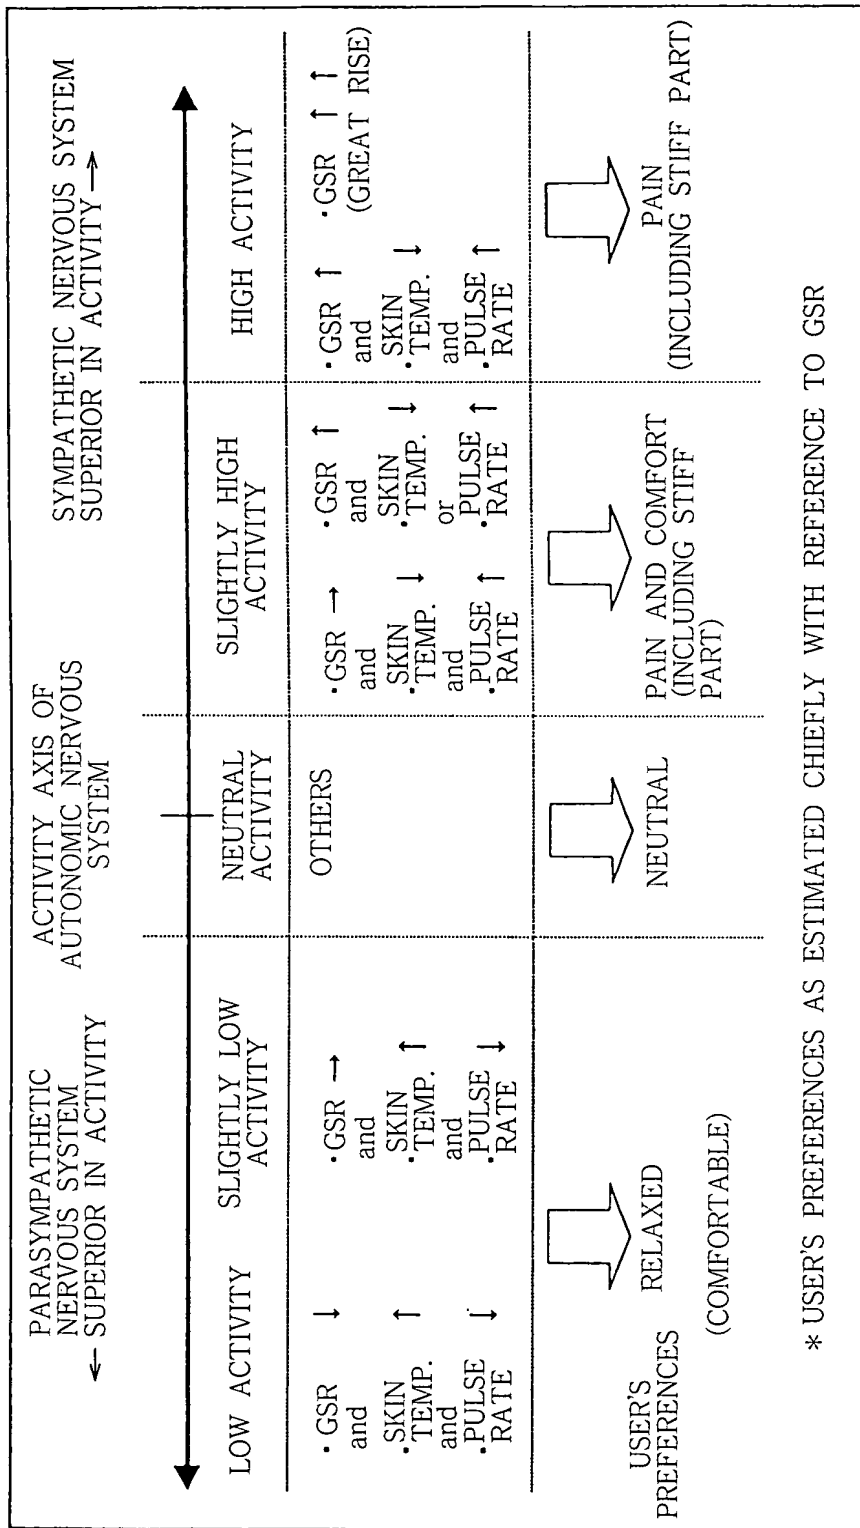 PARASYMPATHETIC
NERVOUS SYSTEM
← SUPERIOR IN ACTIVITY
ACTIVITY AXIS OF
AUTONOMIC NERVOUS
SYSTEM
SYMPATHETIC NERVOUS SYSTEM
SUPERIOR IN ACTIVITY →
LOW ACTIVITY
SLIGHTLY LOW
ACTIVITY
NEUTRAL
ACTIVITY
SLIGHTLY HIGH
ACTIVITY
HIGH ACTIVITY
・GSR ↓
and
・SKIN
TEMP. ↑
and
・PULSE ↓
RATE
・GSR →
and
・SKIN
TEMP. ↑
and
・PULSE ↓
RATE
OTHERS
・GSR →
and
・SKIN
TEMP. ↓
and
・PULSE ↑
RATE
・GSR ↑
and
・SKIN
TEMP. ↓
or
・PULSE ↑
RATE
・GSR ↑
and
・SKIN
TEMP. ↓
and
・PULSE ↑
RATE
・GSR ↑ ↑
(GREAT RISE)
USER'S
PREFERENCES
RELAXED
(COMFORTABLE)
NEUTRAL
PAIN AND COMFORT
(INCLUDING STIFF
PART)
PAIN
(INCLUDING STIFF PART)
* USER'S PREFERENCES AS ESTIMATED CHIEFLY WITH REFERENCE TO GSR